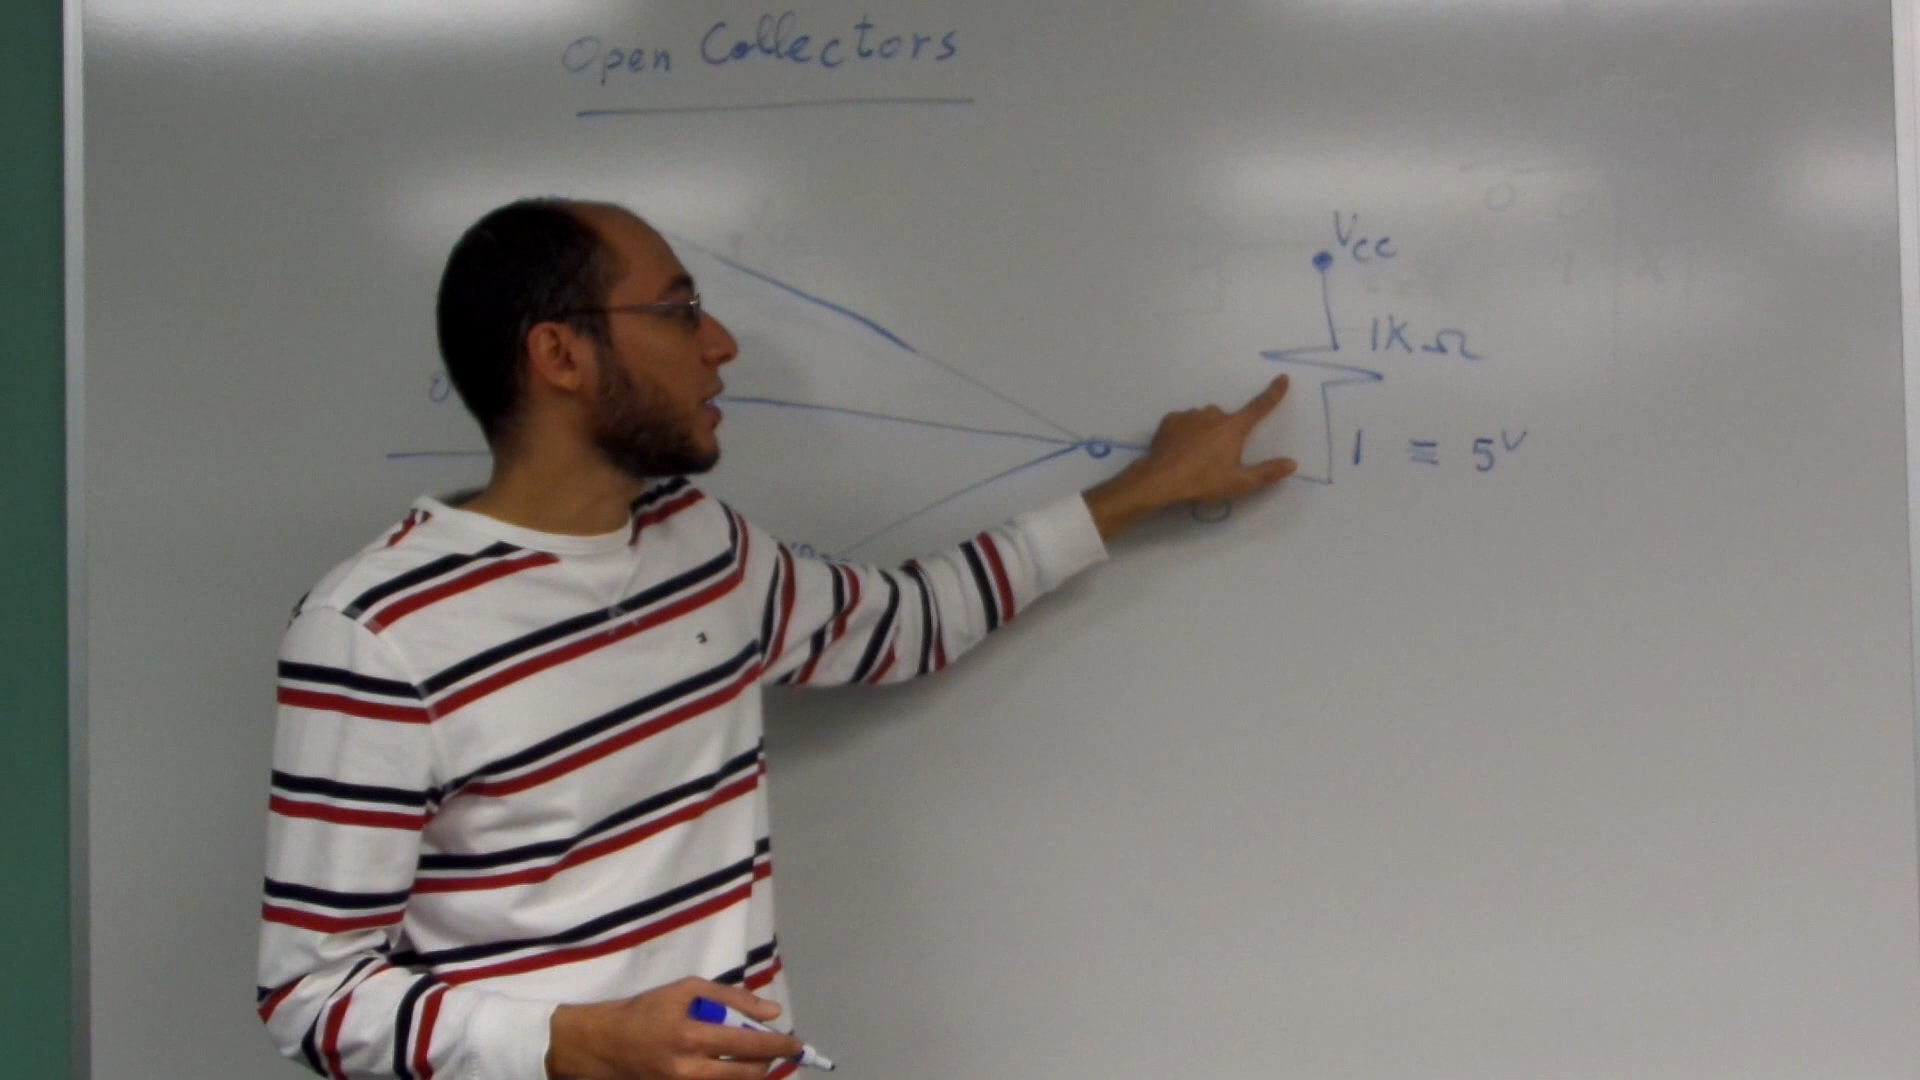 Open Collectors
Vcc
1KΩ
1 ≡ 5V